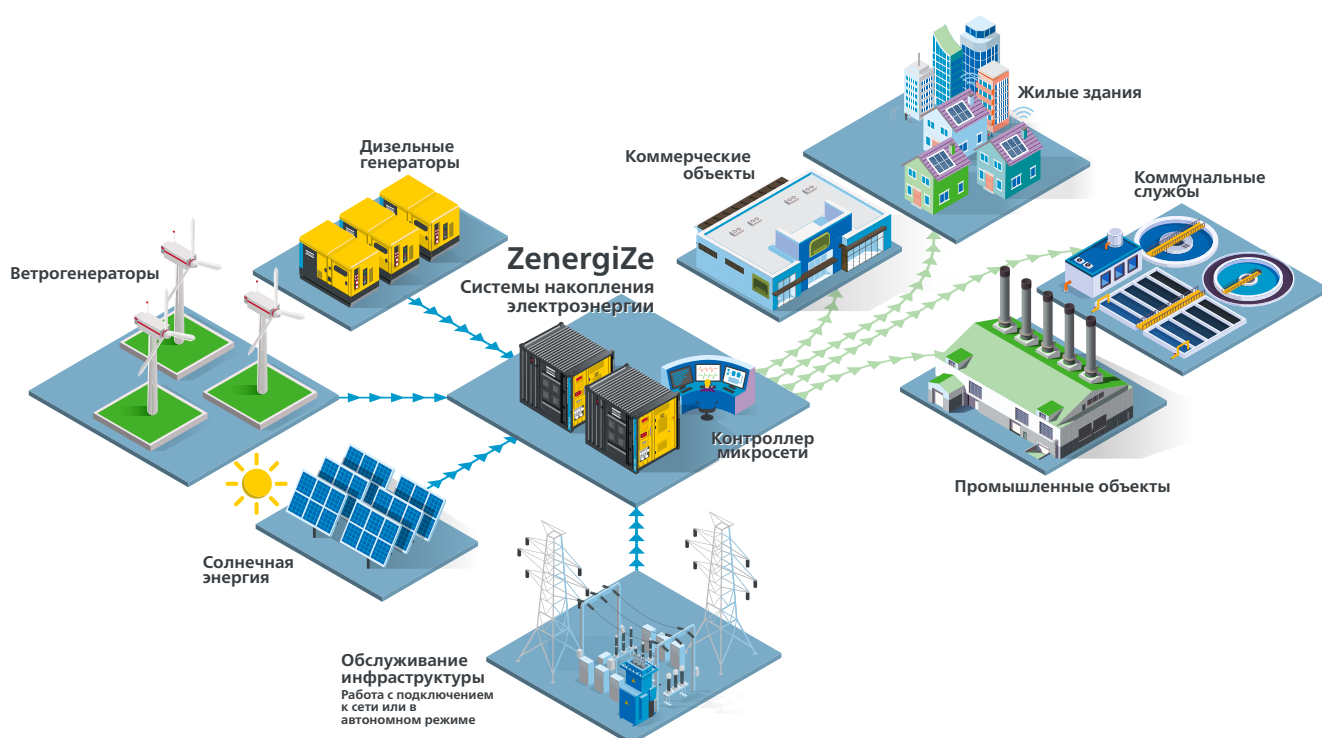 Жилые здания
Дизельные
генераторы
Коммерческие
объекты
Коммунальные
службы
Ветрогенераторы
ZenergiZe
Системы накопления
электроэнергии
Контроллер
микросети
Промышленные объекты
Солнечная
энергия
Обслуживание
инфраструктуры
Работа с подключением
к сети или в
автономном режиме